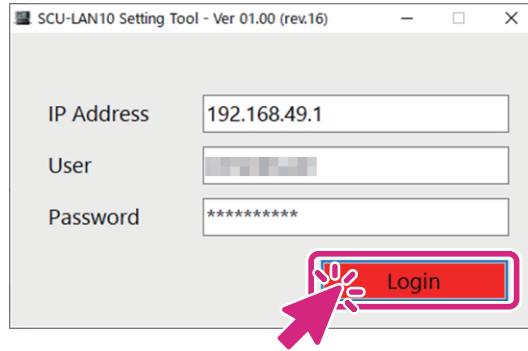 SCU-LAN10 Setting Tool - Ver 01.00 (rev.16)
IP Address 192.168.49.1
User
Password **********
Login